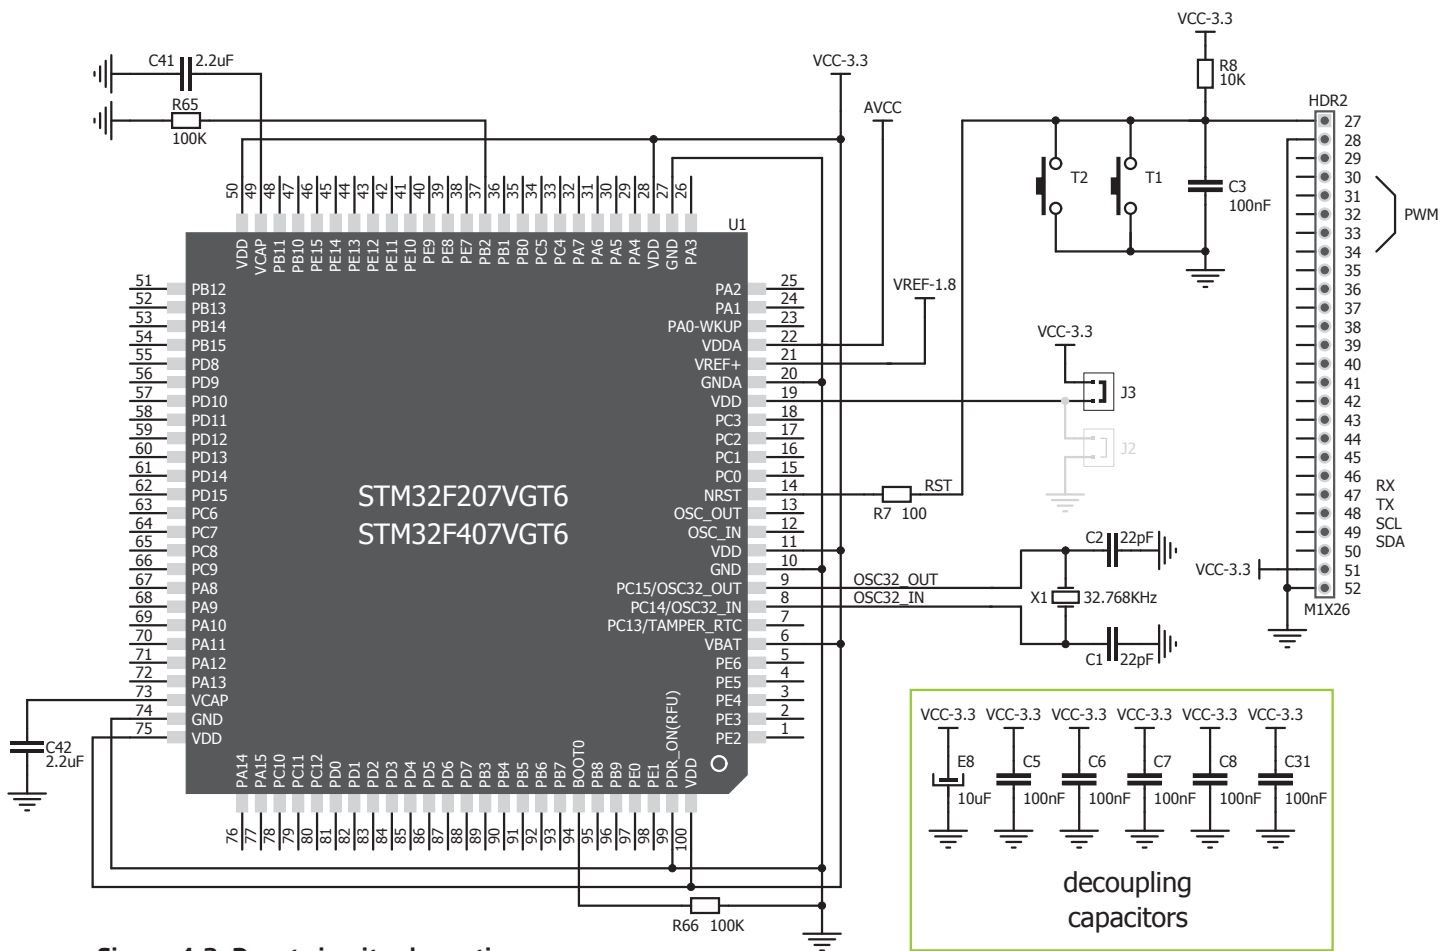 C41 2.2uF
R65
100K
VCC-3.3
AVCC
VCC-3.3
R8
10K
HDR2
T2
T1
C3
100nF
PWM
50 49 48 47 46 45 44 43 42 41 40 39 38 37 36 35 34 33 32 31 30 29 28 27 26
U1
VDD VCAP PB11 PB10 PE15 PE14 PE13 PE12 PE11 PE10 PE9 PE8 PE7 PB2 PB1 PB0 PC5 PC4 PA7 PA6 PA5 PA4 VDD GND PA3
51 PB12
52 PB13
53 PB14
54 PB15
55 PD8
56 PD9
57 PD10
58 PD11
59 PD12
60 PD13
61 PD14
62 PD15
63 PC6
64 PC7
65 PC8
66 PC9
67 PA8
68 PA9
69 PA10
70 PA11
71 PA12
72 PA13
73 VCAP
74 GND
75 VDD
STM32F207VGT6
STM32F407VGT6
PA2 25
PA1 24
PA0-WKUP 23
VDDA 22
VREF+ 21
GNDA 20
VDD 19
PC3 18
PC2 17
PC1 16
PC0 15
NRST 14
OSC_OUT 13
OSC_IN 12
VDD 11
GND 10
PC15/OSC32_OUT 9
PC14/OSC32_IN 8
PC13/TAMPER_RTC 7
VBAT 6
PE6 5
PE5 4
PE4 3
PE3 2
PE2 1
PA14 PA15 PC10 PC11 PC12 PD0 PD1 PD2 PD3 PD4 PD5 PD6 PD7 PB3 PB4 PB5 PB6 PB7 BOOT0 PB8 PB9 PE0 PE1 PDR_ON(RFU) VDD
76 77 78 79 80 81 82 83 84 85 86 87 88 89 90 91 92 93 94 95 96 97 98 99 100
C42
2.2uF
R66 100K
VREF-1.8
VCC-3.3
J3
J2
RST
R7 100
OSC32_OUT
OSC32_IN
C2 22pF
X1 32.768KHz
C1 22pF
27
28
29
30
31
32
33
34
35
36
37
38
39
40
41
42
43
44
45
46
47
48
49
50
51
52
RX
TX
SCL
SDA
VCC-3.3
M1X26
VCC-3.3 VCC-3.3 VCC-3.3 VCC-3.3 VCC-3.3 VCC-3.3
E8 C5 C6 C7 C8 C31
10uF 100nF 100nF 100nF 100nF 100nF
decoupling
capacitors